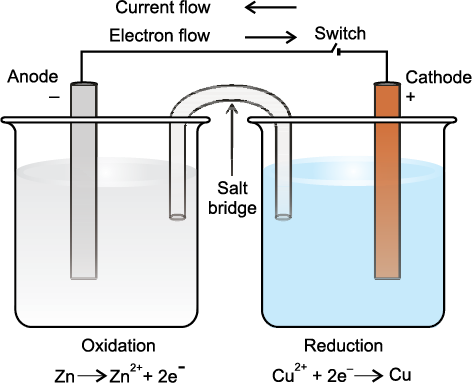 Current flow
Electron flow
Switch
Anode
–
Cathode
+
Salt
bridge
Oxidation
Reduction
Zn → Zn²⁺ + 2e⁻
Cu²⁺ + 2e⁻ → Cu